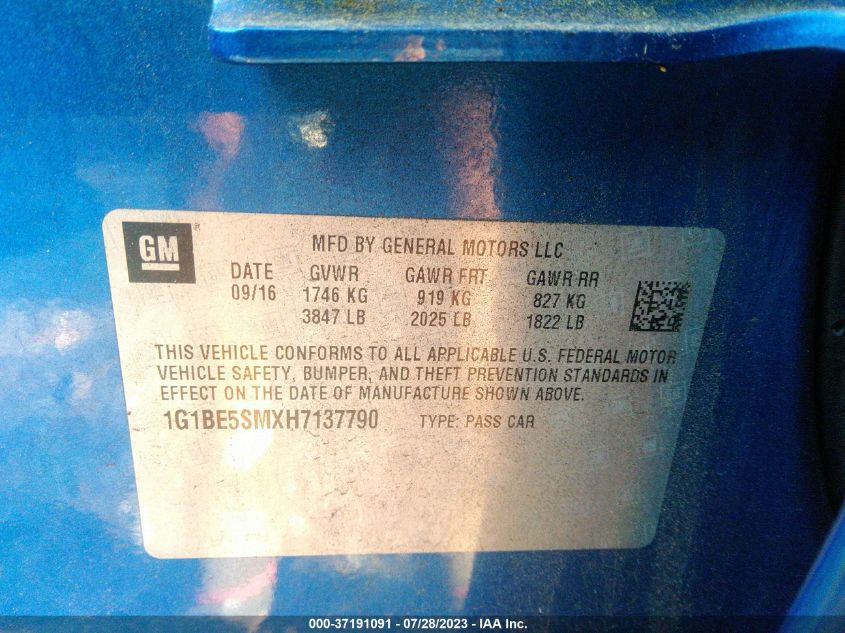 GM
MFD BY GENERAL MOTORS LLC
DATE GVWR GAWR FRT GAWR RR
09/16 1746 KG 919 KG 827 KG
3847 LB 2025 LB 1822 LB
THIS VEHICLE CONFORMS TO ALL APPLICABLE U.S. FEDERAL MOTOR
VEHICLE SAFETY, BUMPER, AND THEFT PREVENTION STANDARDS IN
EFFECT ON THE DATE OF MANUFACTURE SHOWN ABOVE.
1G1BE5SMXH7137790 TYPE: PASS CAR
000-37191091 - 07/28/2023 - IAA Inc.